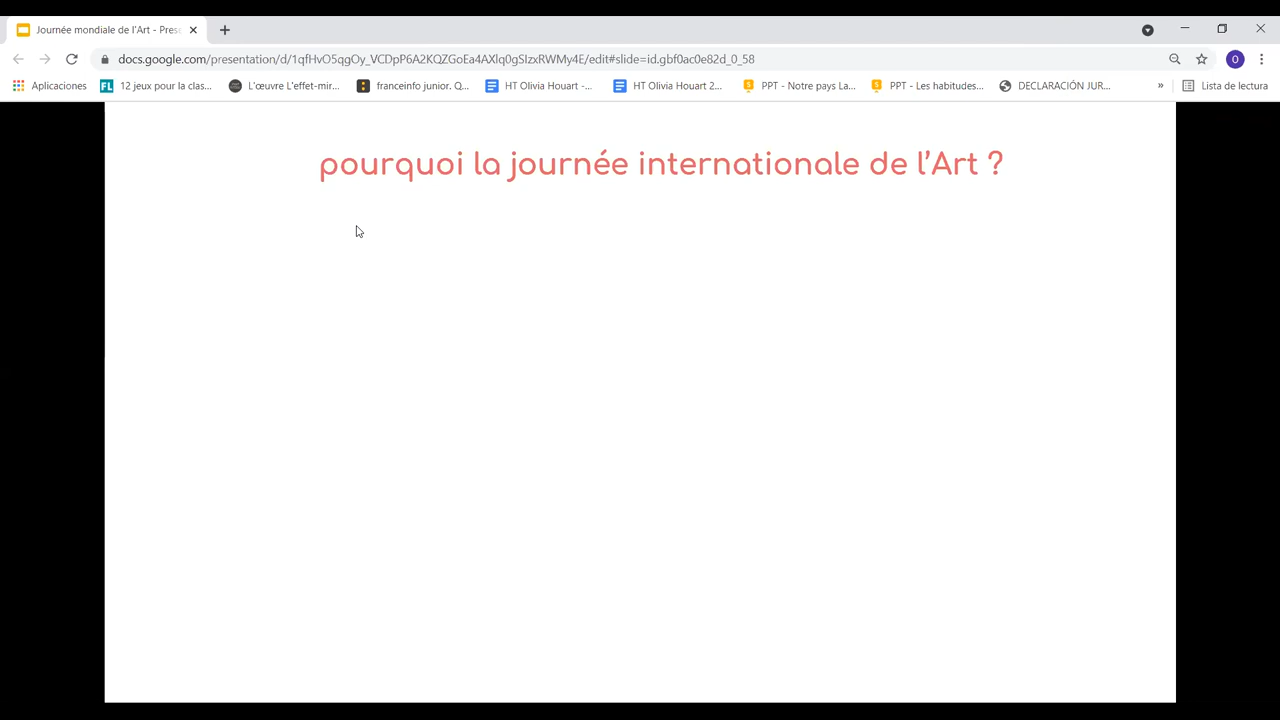 Journée mondiale de l'Art - Pres
docs.google.com/presentation/d/1qfHvO5qgOy_VCDpP6A2KQZGoEa4AXlq0gSIzxRWMy4E/edit#slide=id.gbf0ac0e82d_0_58
O
Aplicaciones
FL 12 jeux pour la clas...
L'œuvre L'effet-mir...
franceinfo junior. Q...
HT Olivia Houart -...
HT Olivia Houart 2...
PPT - Notre pays La...
PPT - Les habitudes...
DECLARACIÓN JUR...
»
Lista de lectura
pourquoi la journée internationale de l'Art ?